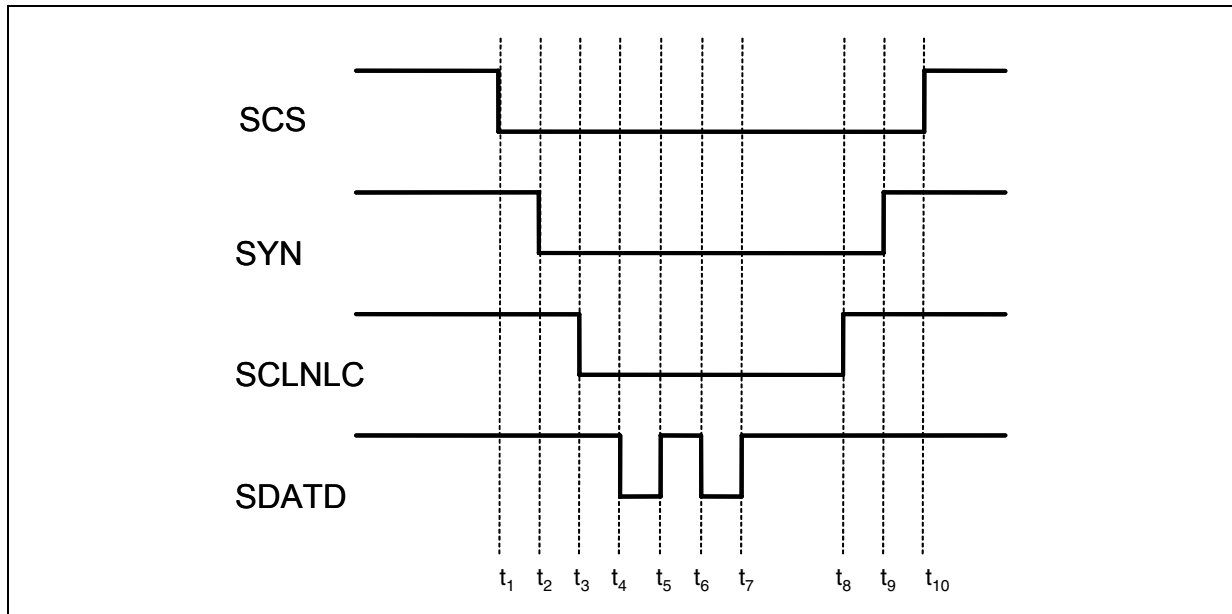 SCS
SYN
SCLNLC
SDATD
t1 t2 t3 t4 t5 t6 t7 t8 t9 t10